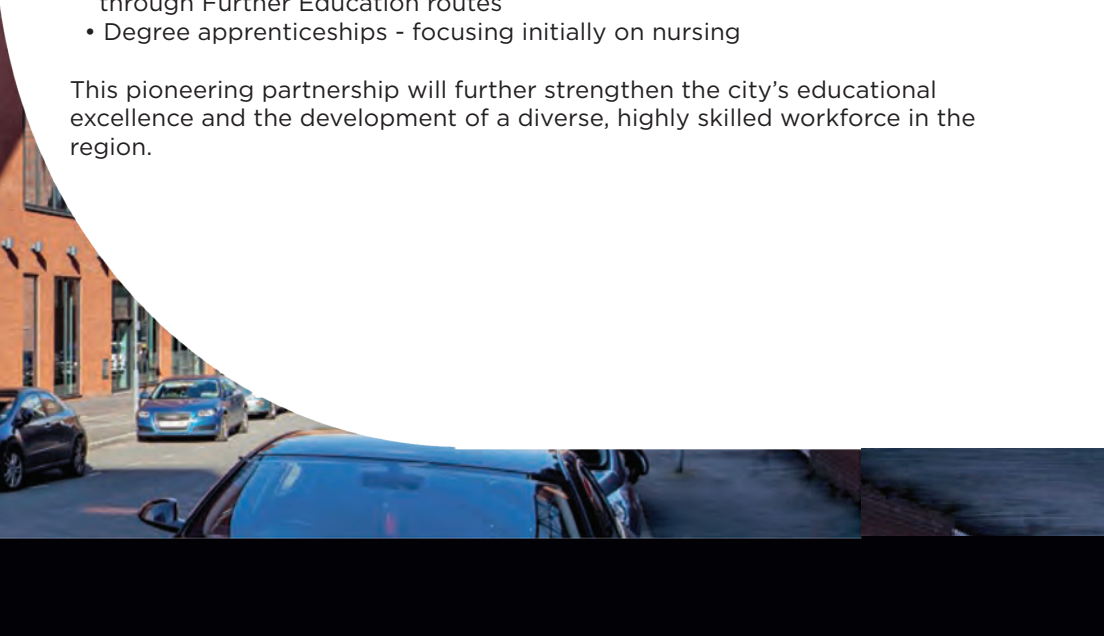 through Further Education routes
• Degree apprenticeships - focusing initially on nursing
This pioneering partnership will further strengthen the city’s educational
excellence and the development of a diverse, highly skilled workforce in the
region.